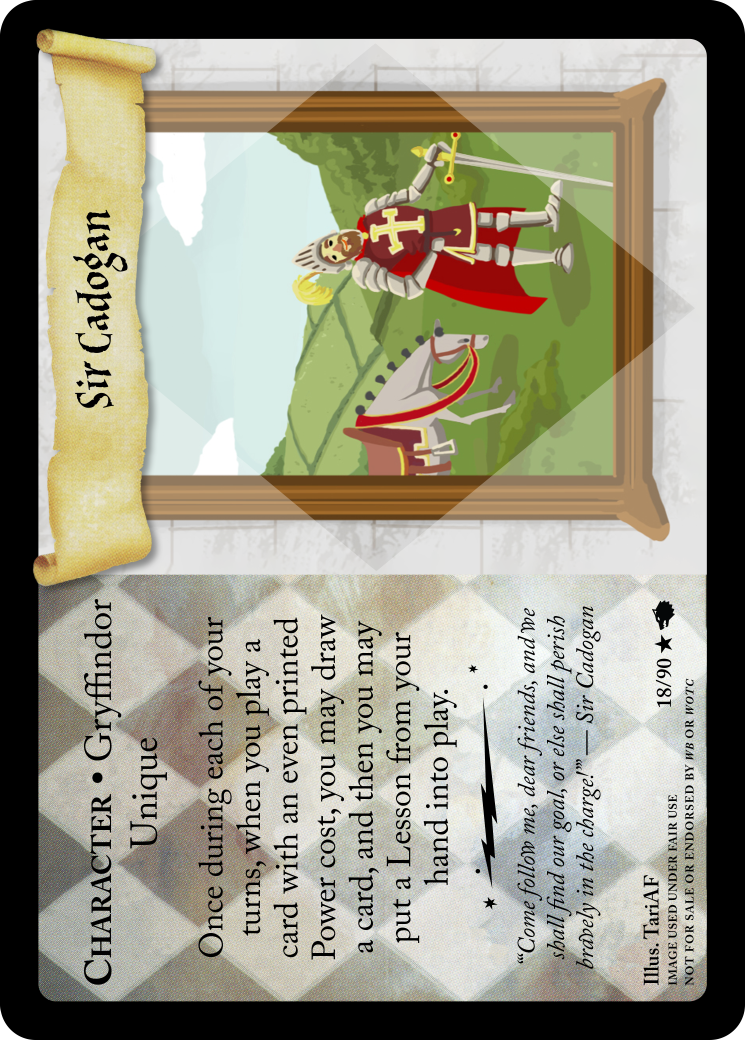 Sir Cadogan
CHARACTER • Gryffindor
Unique
Once during each of your
turns, when you play a
card with an even printed
Power cost, you may draw
a card, and then you may
put a Lesson from your
hand into play.
“‘Come follow me, dear friends, and we
shall find our goal, or else shall perish
bravely in the charge!’” — Sir Cadogan
Illus. TariAF
18/90 ★
IMAGE USED UNDER FAIR USE
NOT FOR SALE OR ENDORSED BY WB OR WOTC